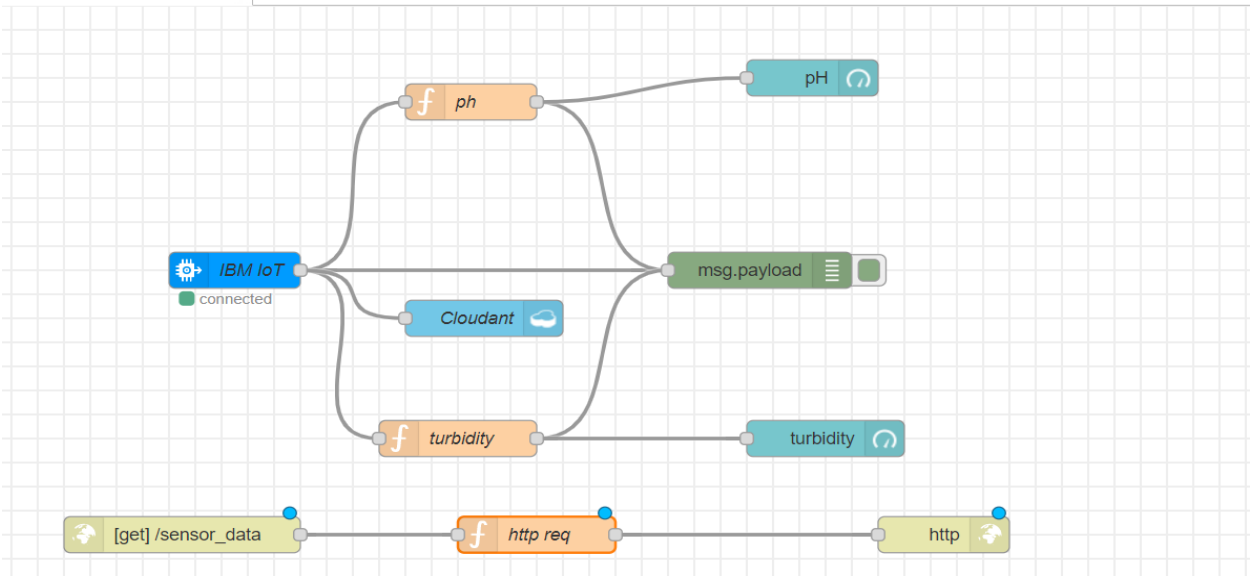 pH
ph
IBM IoT
msg.payload
connected
Cloudant
turbidity
turbidity
[get] /sensor_data
http req
http